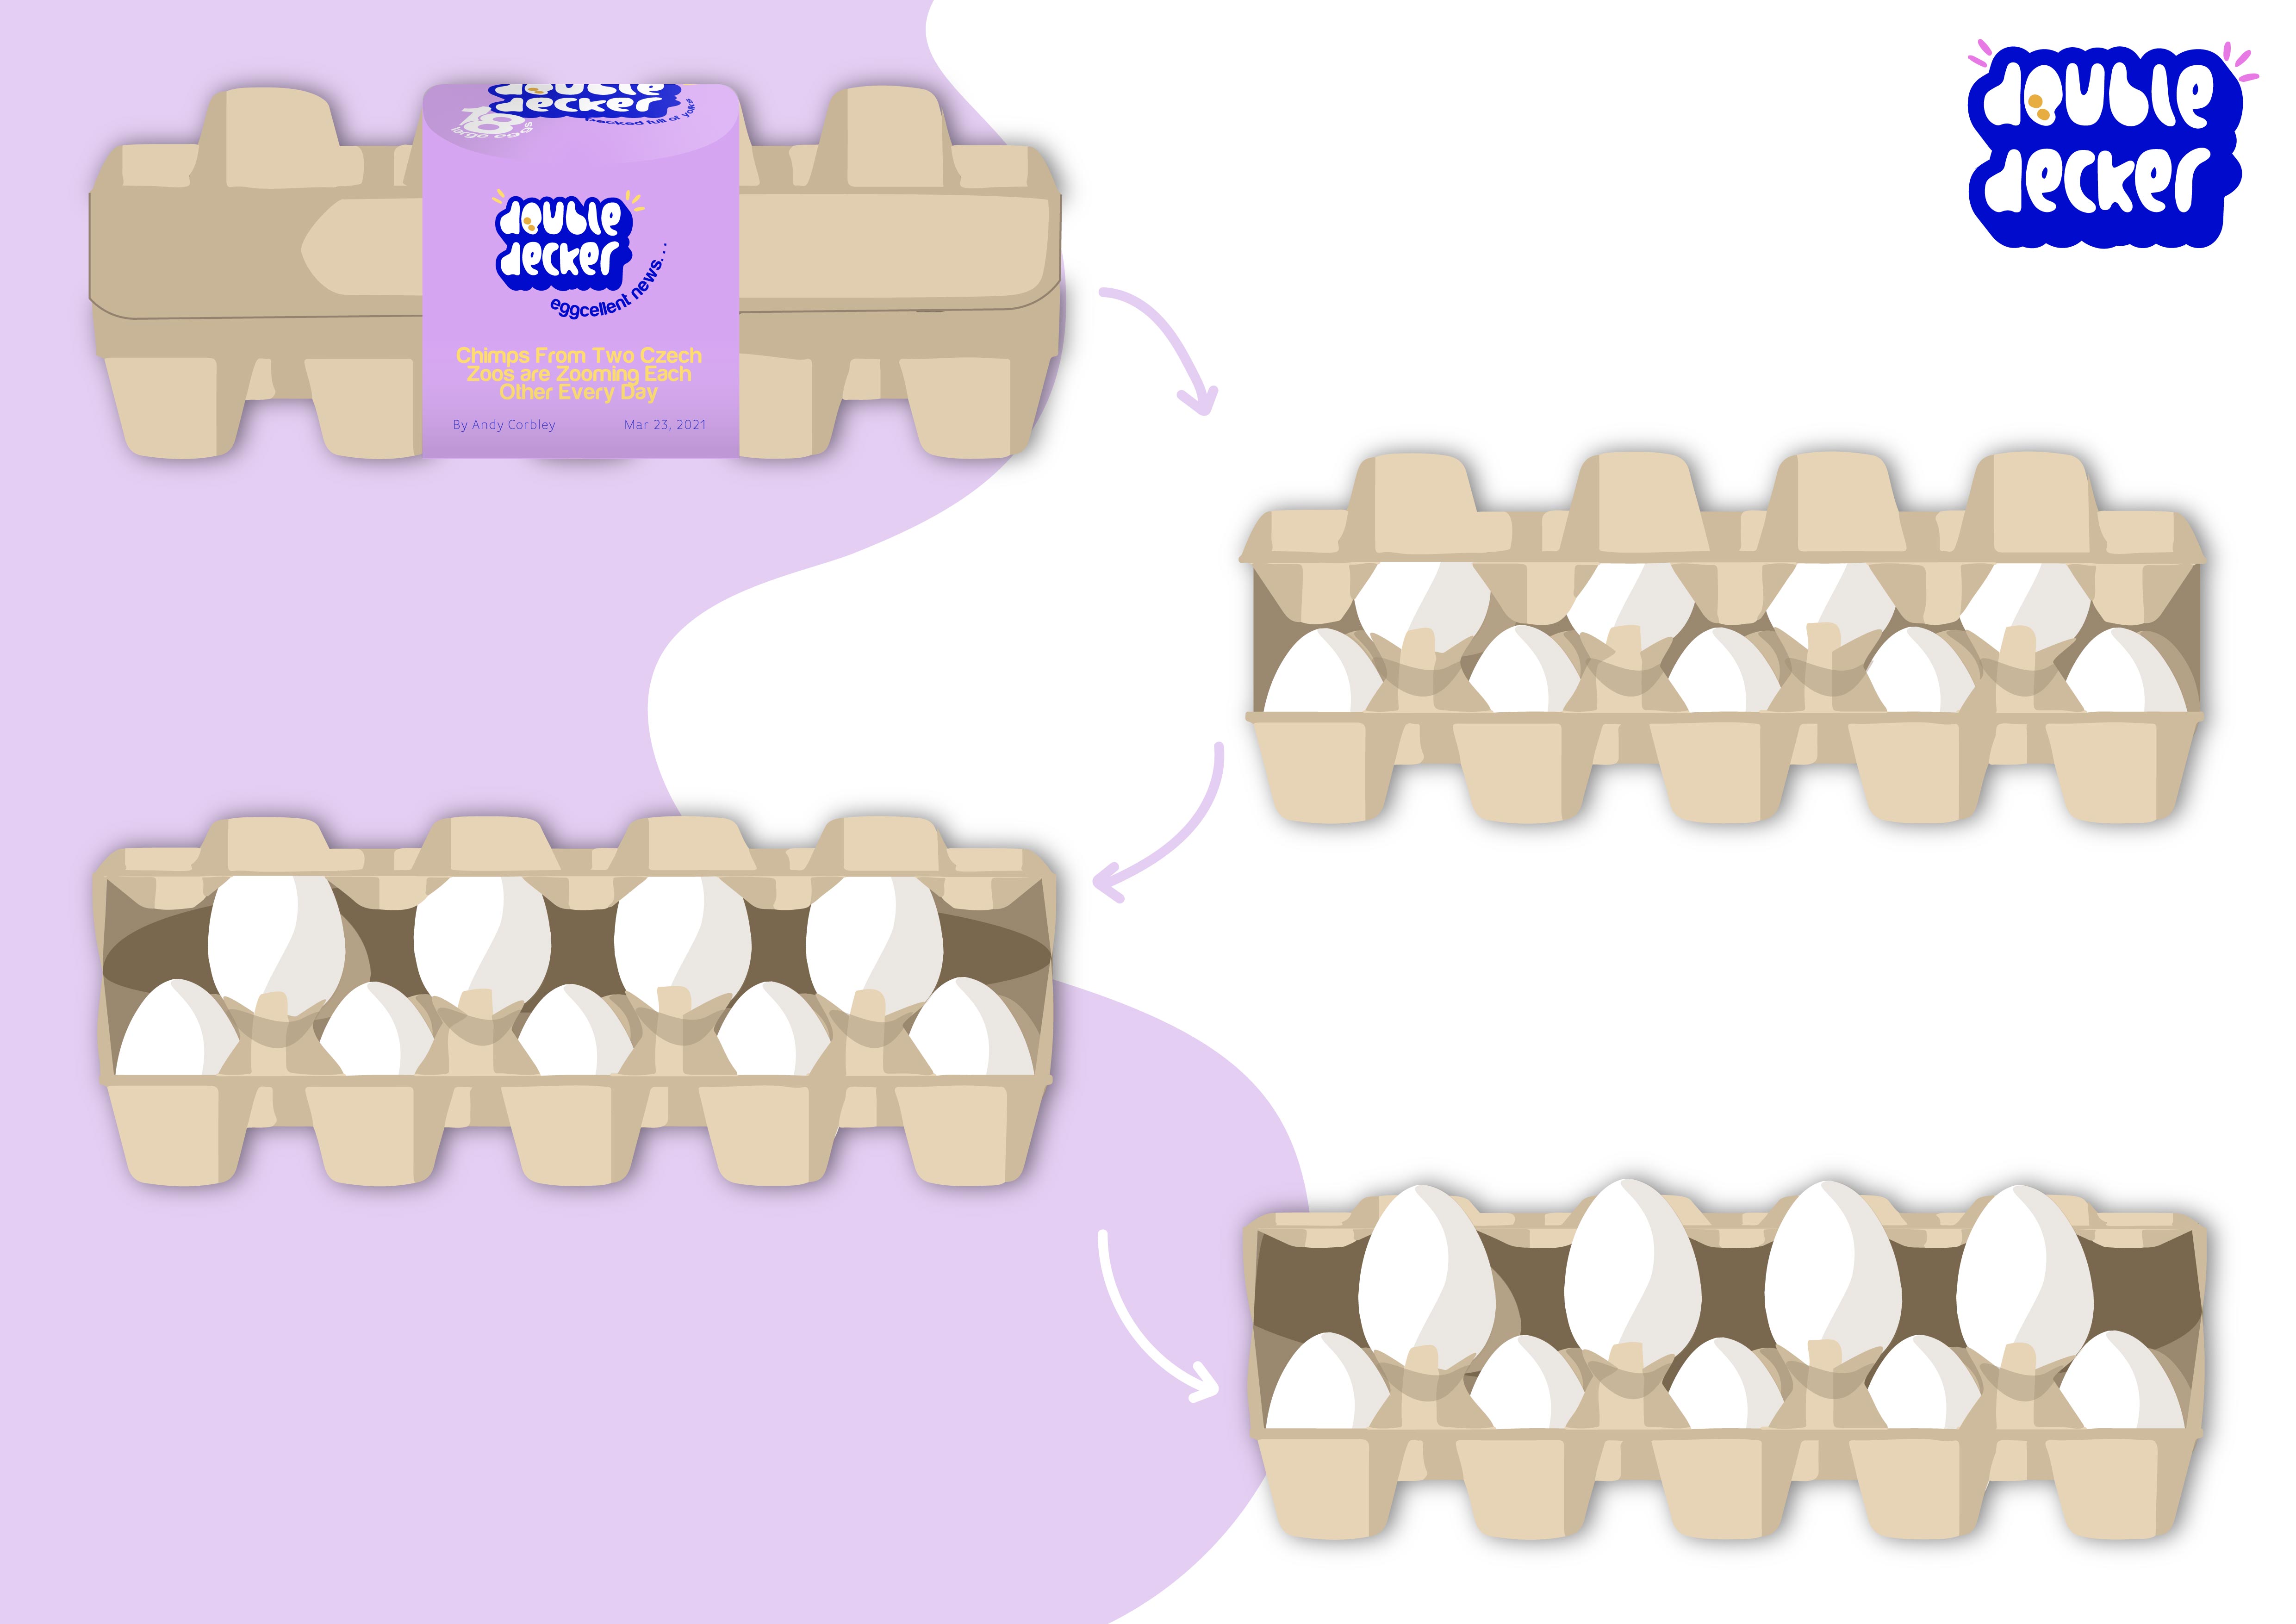 double
decker
packed full of yolk!
18
large eggs
double
decker
eggcellent news. . .
Chimps From Two Czech
Zoos are Zooming Each
Other Every Day
By Andy Corbley Mar 23, 2021
double
decker